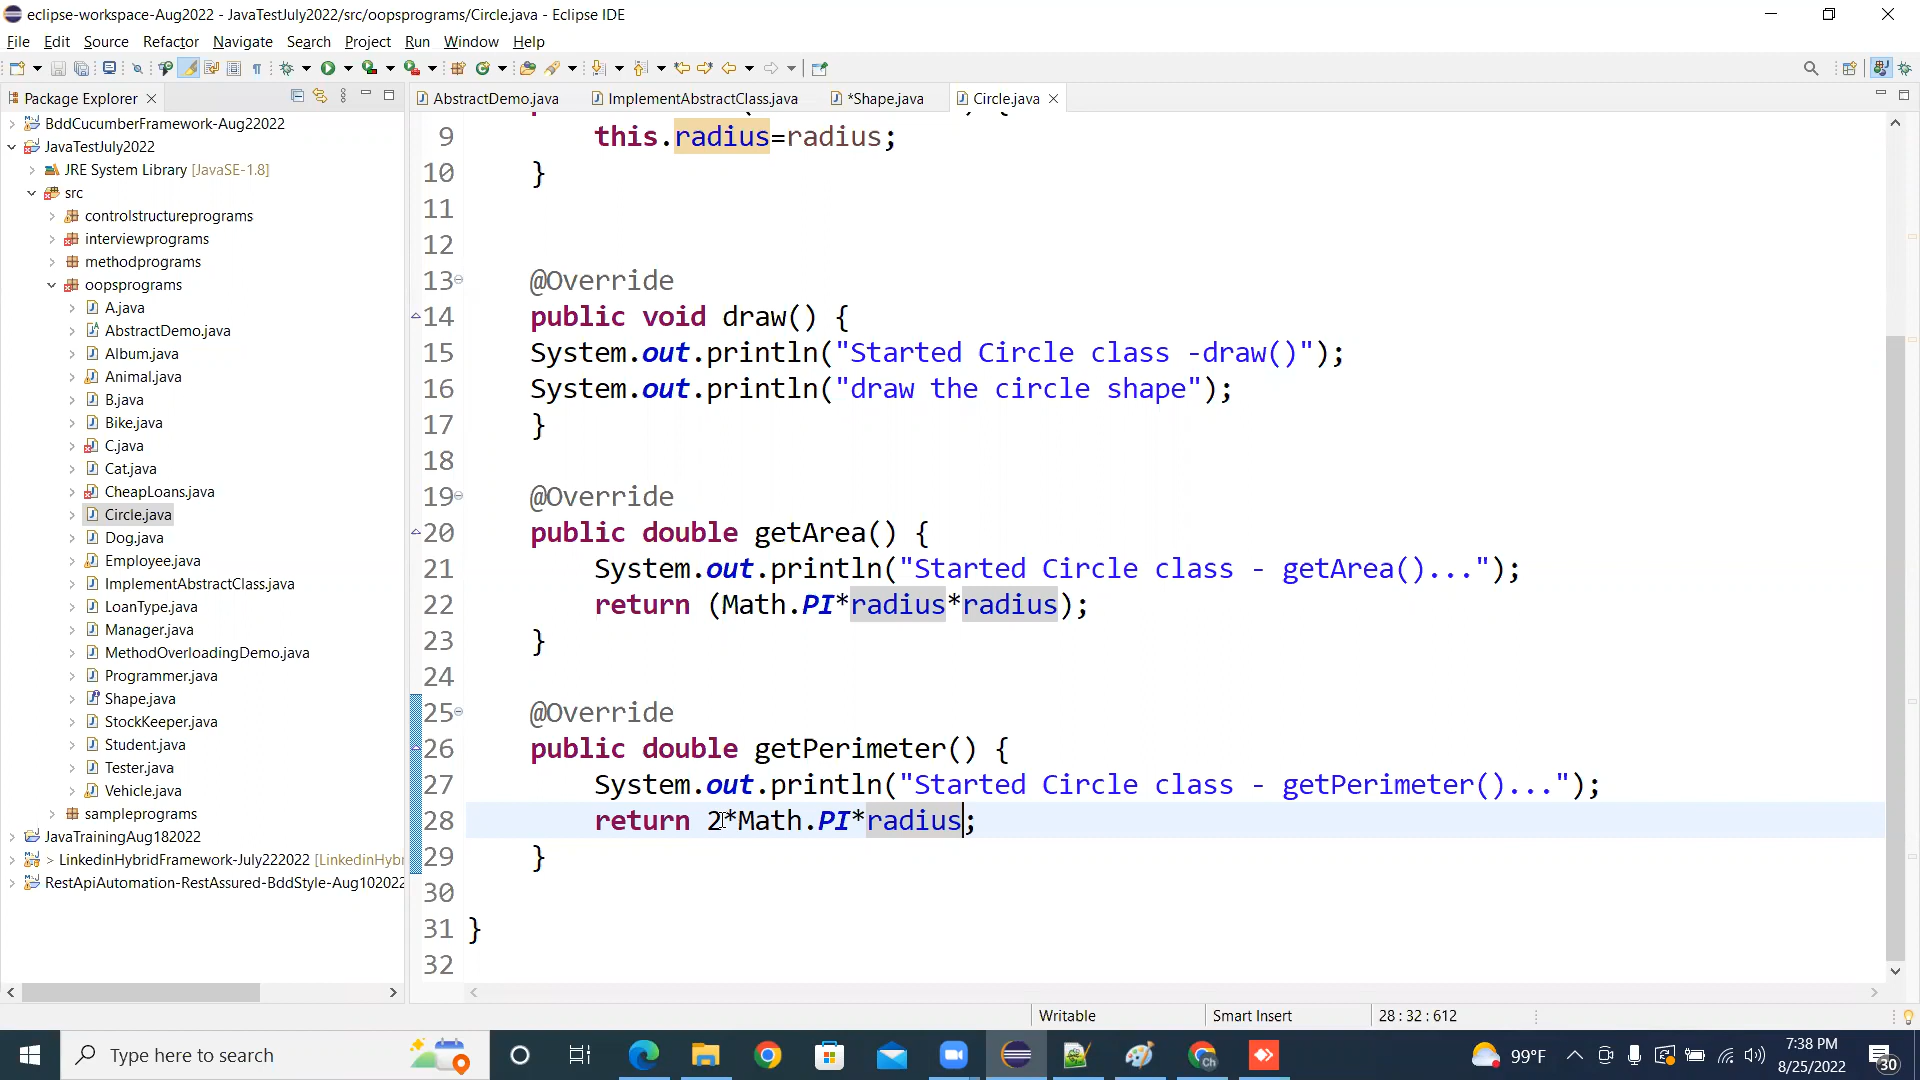 eclipse-workspace-Aug2022 - JavaTestJuly2022/src/oopsprograms/Circle.java - Eclipse IDE
File Edit Source Refactor Navigate Search Project Run Window Help
Package Explorer
BddCucumberFramework-Aug22022
JavaTestJuly2022
JRE System Library [JavaSE-1.8]
src
controlstructureprograms
interviewprograms
methodprograms
oopsprograms
A.java
AbstractDemo.java
Album.java
Animal.java
B.java
Bike.java
C.java
Cat.java
CheapLoans.java
Circle.java
Dog.java
Employee.java
ImplementAbstractClass.java
LoanType.java
Manager.java
MethodOverloadingDemo.java
Programmer.java
Shape.java
StockKeeper.java
Student.java
Tester.java
Vehicle.java
sampleprograms
JavaTrainingAug182022
> LinkedinHybridFramework-July222022 [LinkedinHybr
RestApiAutomation-RestAssured-BddStyle-Aug102022
AbstractDemo.java ImplementAbstractClass.java *Shape.java Circle.java
9 this.radius=radius;
10 }
11
12
13 @Override
14 public void draw() {
15 System.out.println("Started Circle class -draw()");
16 System.out.println("draw the circle shape");
17 }
18
19 @Override
20 public double getArea() {
21 System.out.println("Started Circle class - getArea()...");
22 return (Math.PI*radius*radius);
23 }
24
25 @Override
26 public double getPerimeter() {
27 System.out.println("Started Circle class - getPerimeter()...");
28 return 2*Math.PI*radius;
29 }
30
31 }
32
Writable Smart Insert 28 : 32 : 612
Type here to search
99°F
7:38 PM
8/25/2022
30